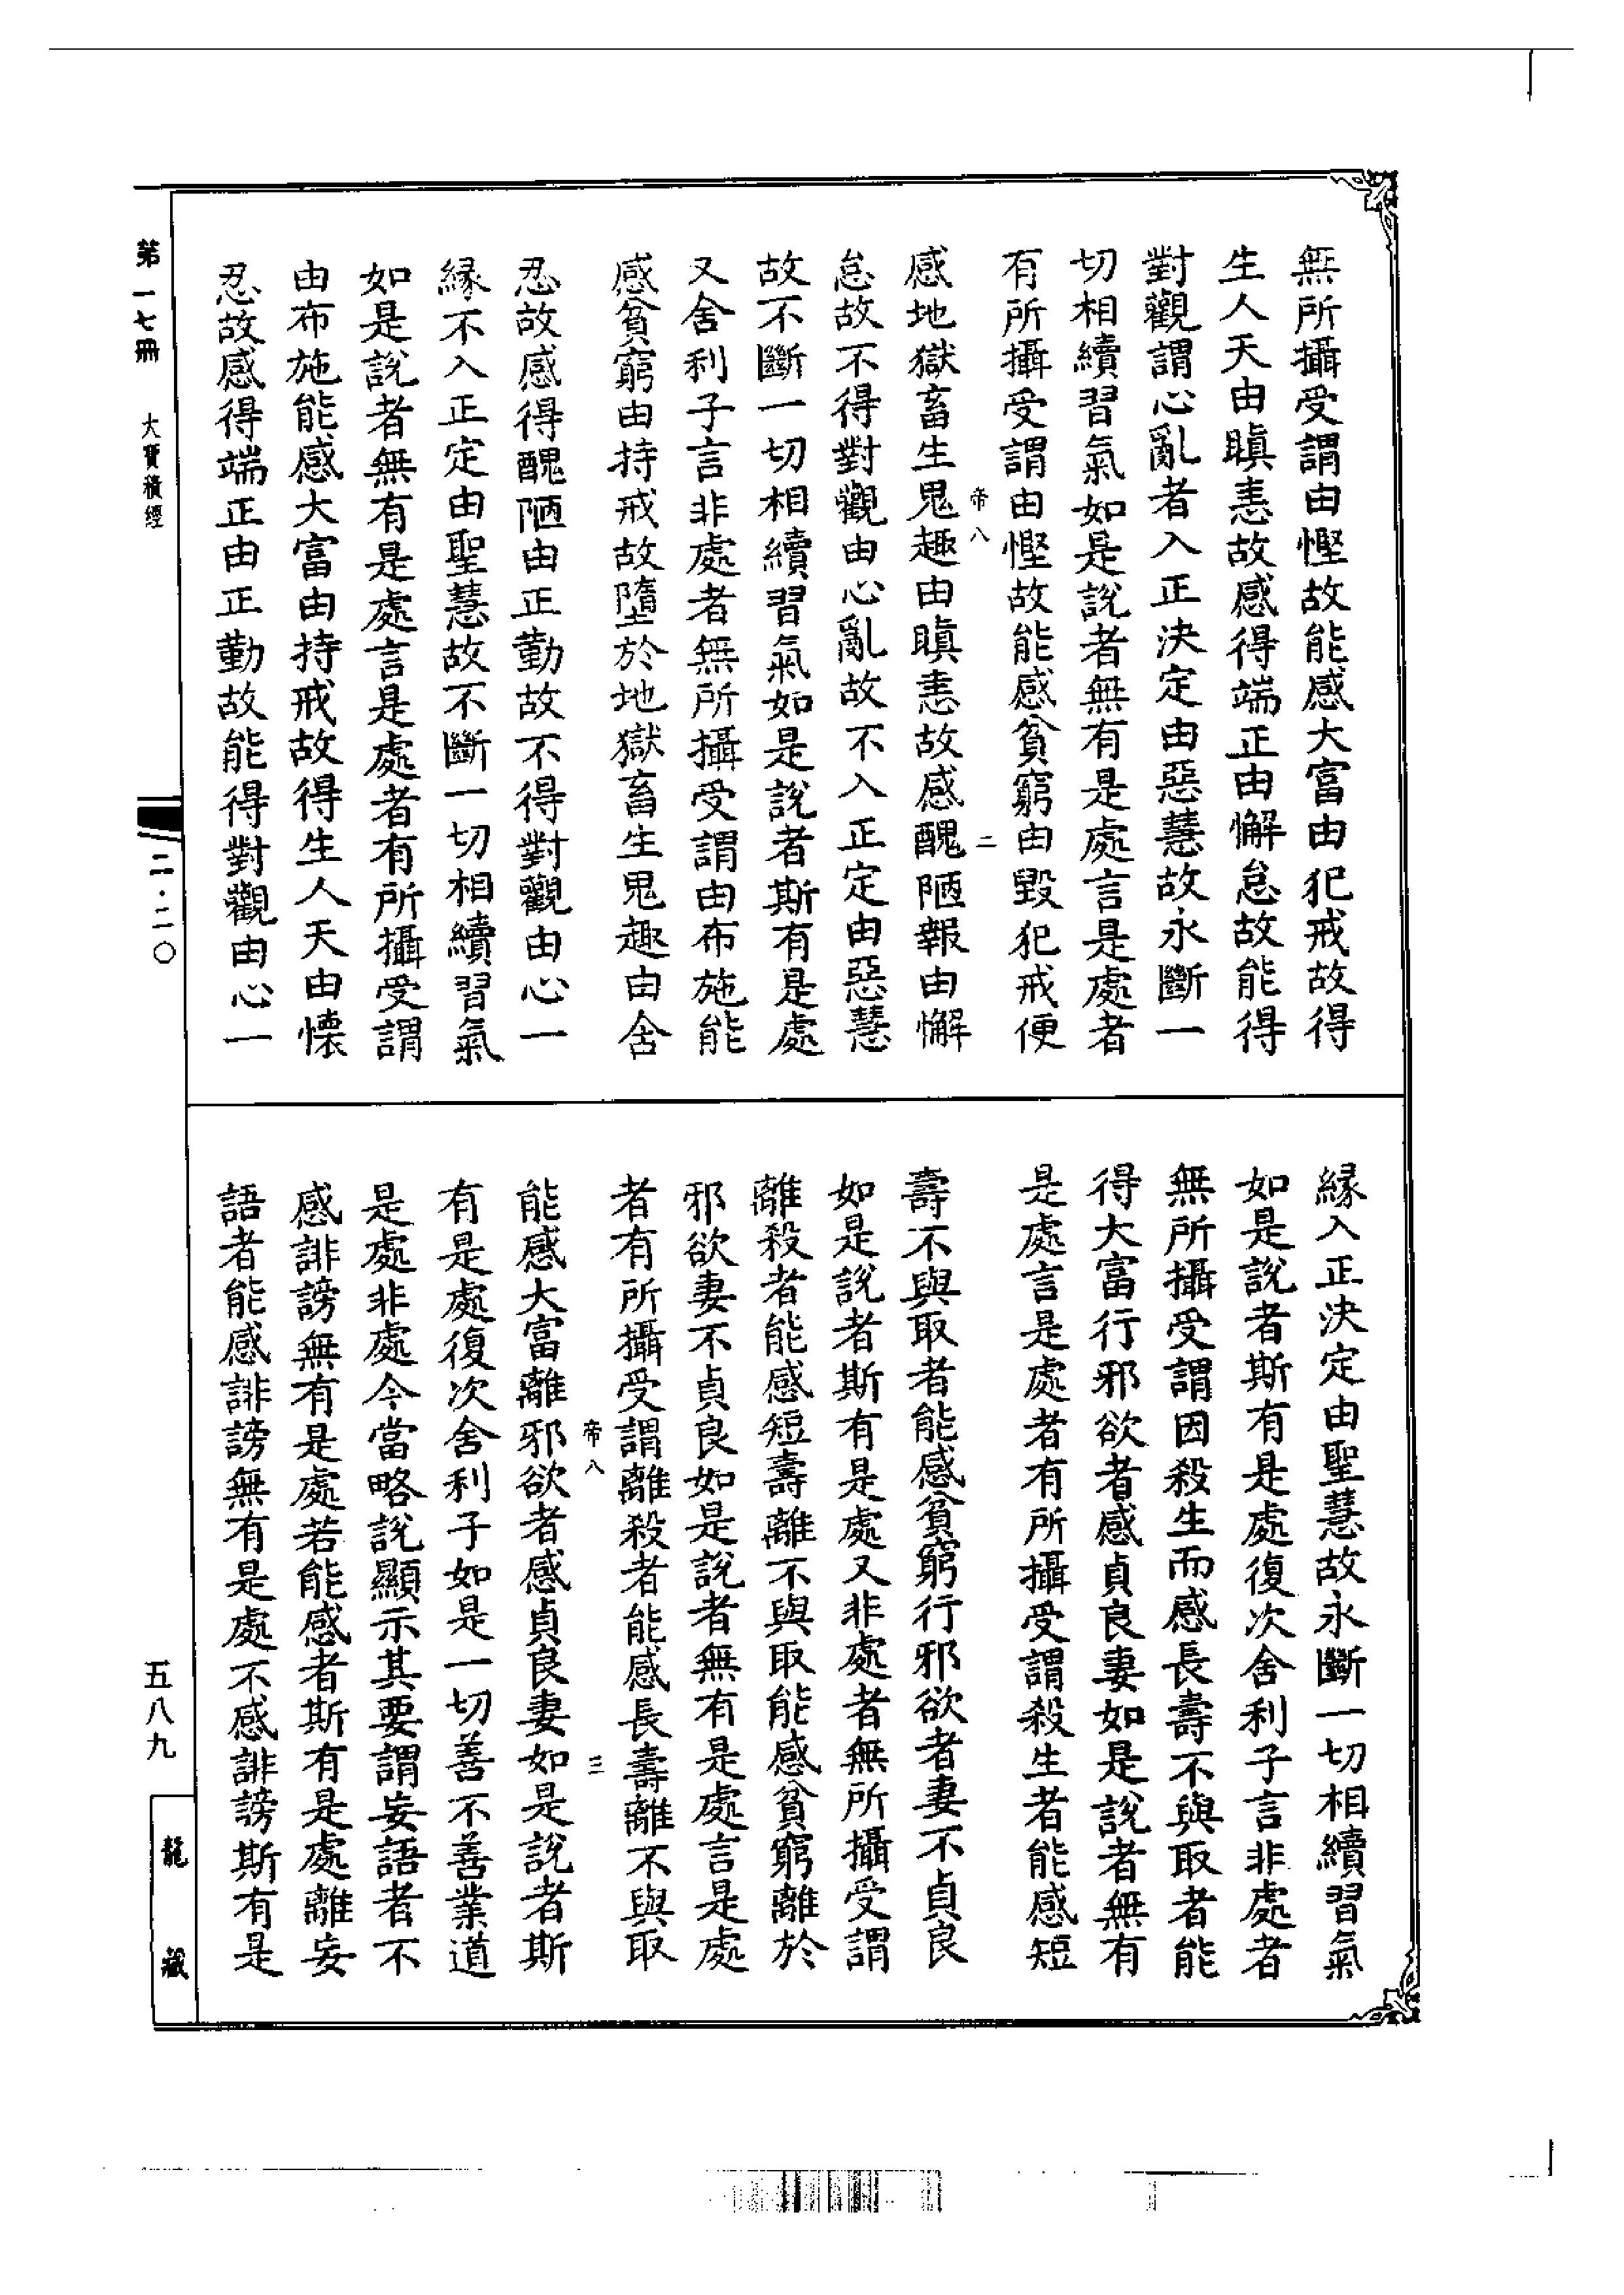 無所攝受謂由慳故能感大富由犯戒故得
生人天由瞋恚故感得端正由懈怠故能得
對觀謂心亂者入正決定由惡慧故永斷一
切相續習氣如是說者無有是處言是處者
有所攝受謂由慳故能感貧窮由毀犯戒便
帝八 二
感地獄畜生鬼趣由瞋恚故感醜陋報由懈
怠故不得對觀由心亂故不入正定由惡慧
故不斷一切相續習氣如是說者斯有是處
又舍利子言非處者無所攝受謂由布施能
感貧窮由持戒故墮於地獄畜生鬼趣由舍
忍故感得醜陋由正勤故不得對觀由心一
緣不入正定由聖慧故不斷一切相續習氣
如是說者無有是處言是處者有所攝受謂
由布施能感大富由持戒故得生人天由懷
忍故感得端正由正勤故能得對觀由心一
緣入正決定由聖慧故永斷一切相續習氣
如是說者斯有是處復次舍利子言非處者
無所攝受謂因殺生而感長壽不與取者能
得大富行邪欲者感貞良妻如是說者無有
是處言是處者有所攝受謂殺生者能感短
壽不與取者能感貧窮行邪欲者妻不貞良
如是說者斯有是處又非處者無所攝受謂
離殺者能感短壽離不與取能感貧窮離於
邪欲妻不貞良如是說者無有是處言是處
者有所攝受謂離殺者能感長壽離不與取
帝八 三
能感大富離邪欲者感貞良妻如是說者斯
有是處復次舍利子如是一切善不善業道
是處非處今當略說顯示其要謂妄語者不
感誹謗無有是處若能感者斯有是處離妄
語者能感誹謗無有是處不感誹謗斯有是
第一七冊 大寶積經
二·二〇
五八九
龍藏